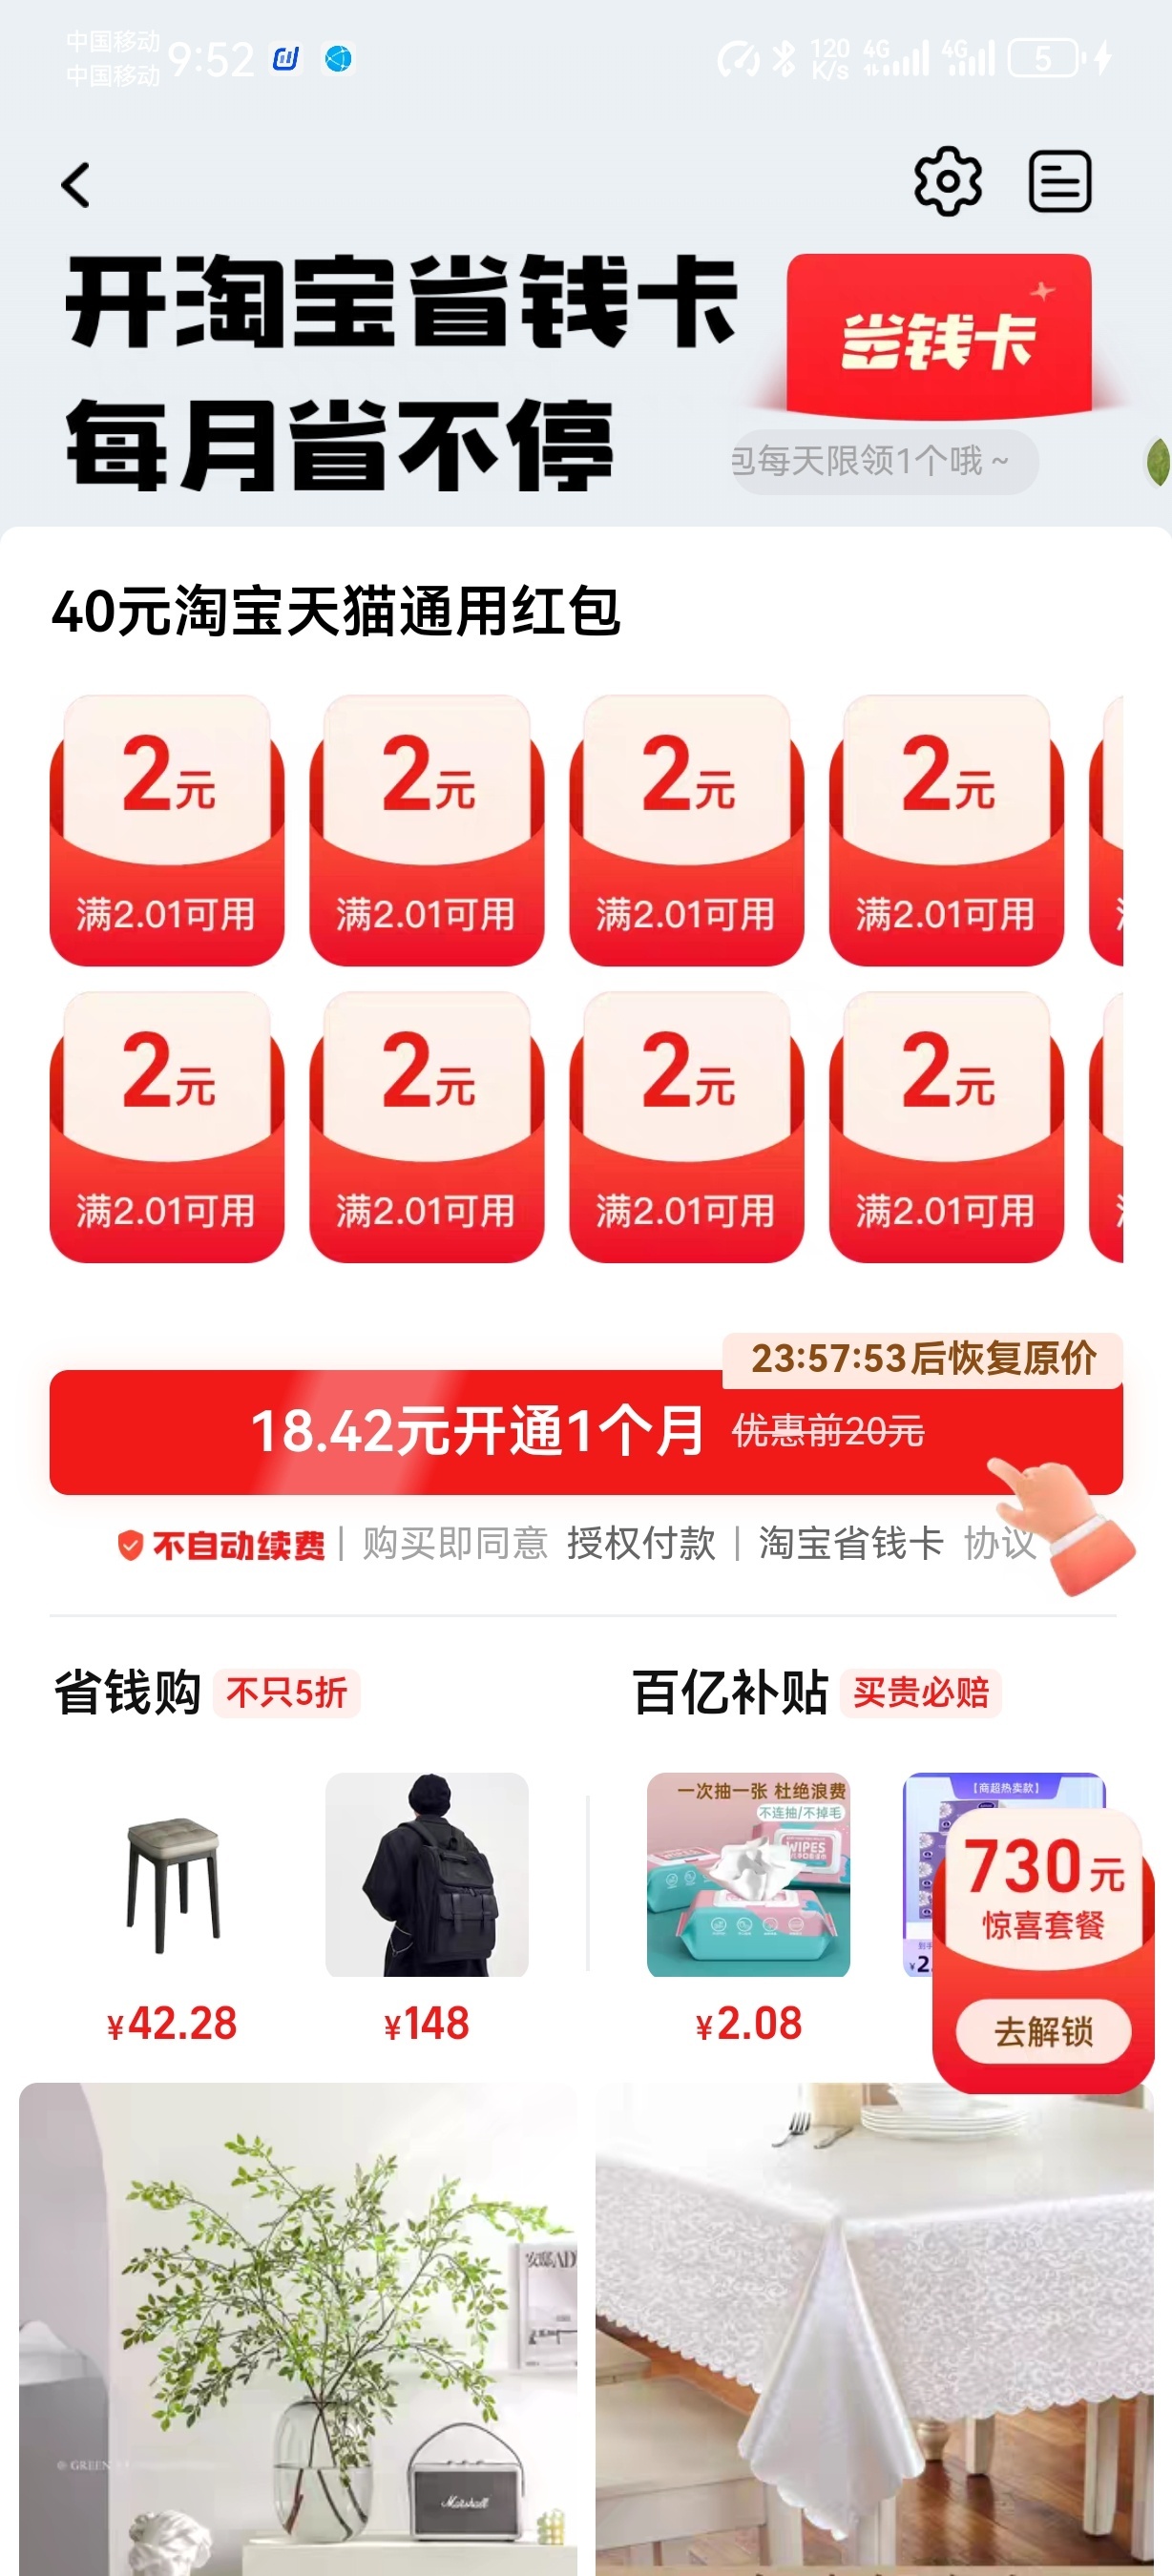 中国移动
中国移动
9:52
120
K/s
4G
4G
5
开淘宝省钱卡
每月省不停
省钱卡
包每天限领1个哦~
40元淘宝天猫通用红包
2元
2元
2元
2元
满2.01可用
满2.01可用
满2.01可用
满2.01可用
2元
2元
2元
2元
满2.01可用
满2.01可用
满2.01可用
满2.01可用
23:57:53后恢复原价
18.42元开通1个月 优惠前20元
不自动续费 | 购买即同意 授权付款 | 淘宝省钱卡 协议
省钱购 不只5折
百亿补贴 买贵必赔
一次抽一张 杜绝浪费
不连抽/不掉毛
WIPES
【商超热卖款】
¥2.
730元
惊喜套餐
去解锁
¥42.28
¥148
¥2.08
安邸AD
GREEN
Marshall